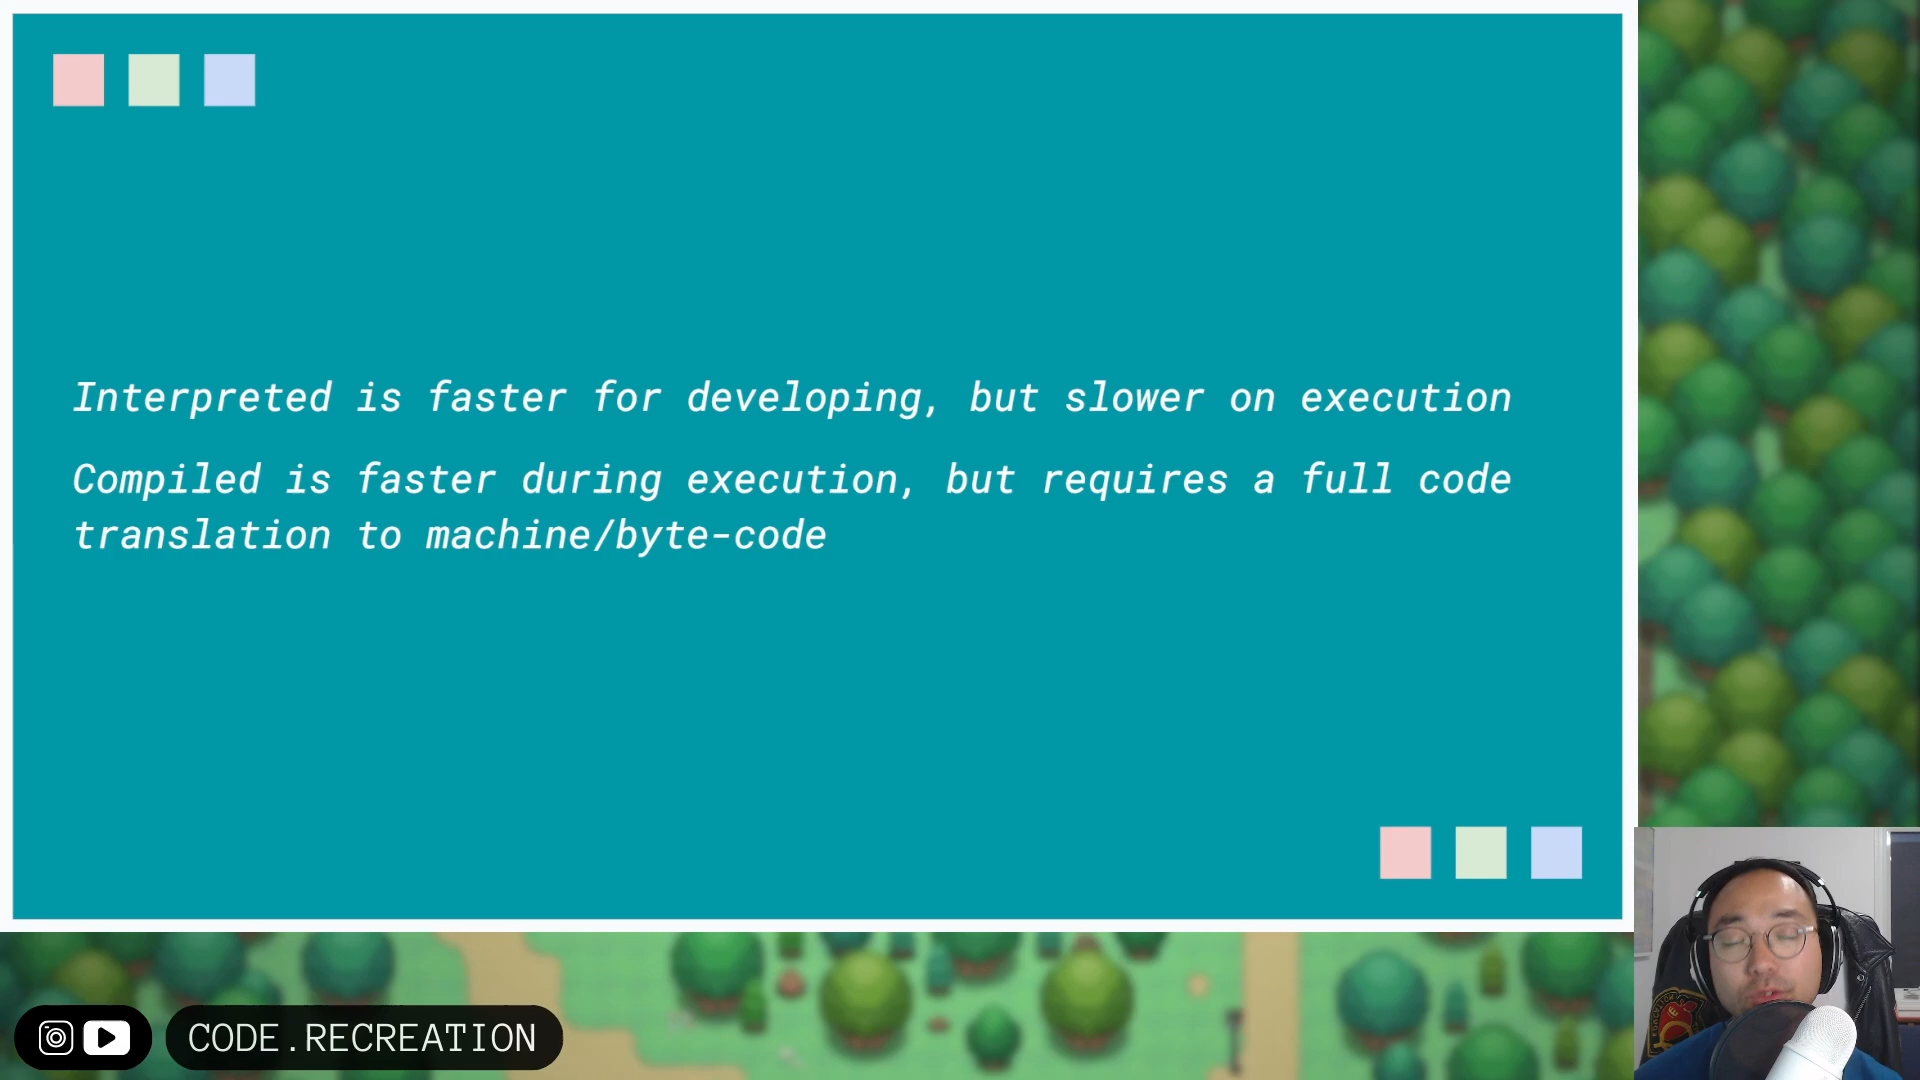 Interpreted is faster for developing, but slower on execution
Compiled is faster during execution, but requires a full code
translation to machine/byte-code
CODE.RECREATION